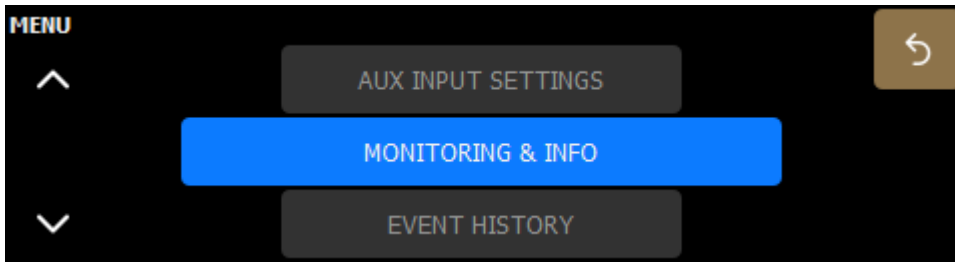 MENU
AUX INPUT SETTINGS
MONITORING & INFO
EVENT HISTORY